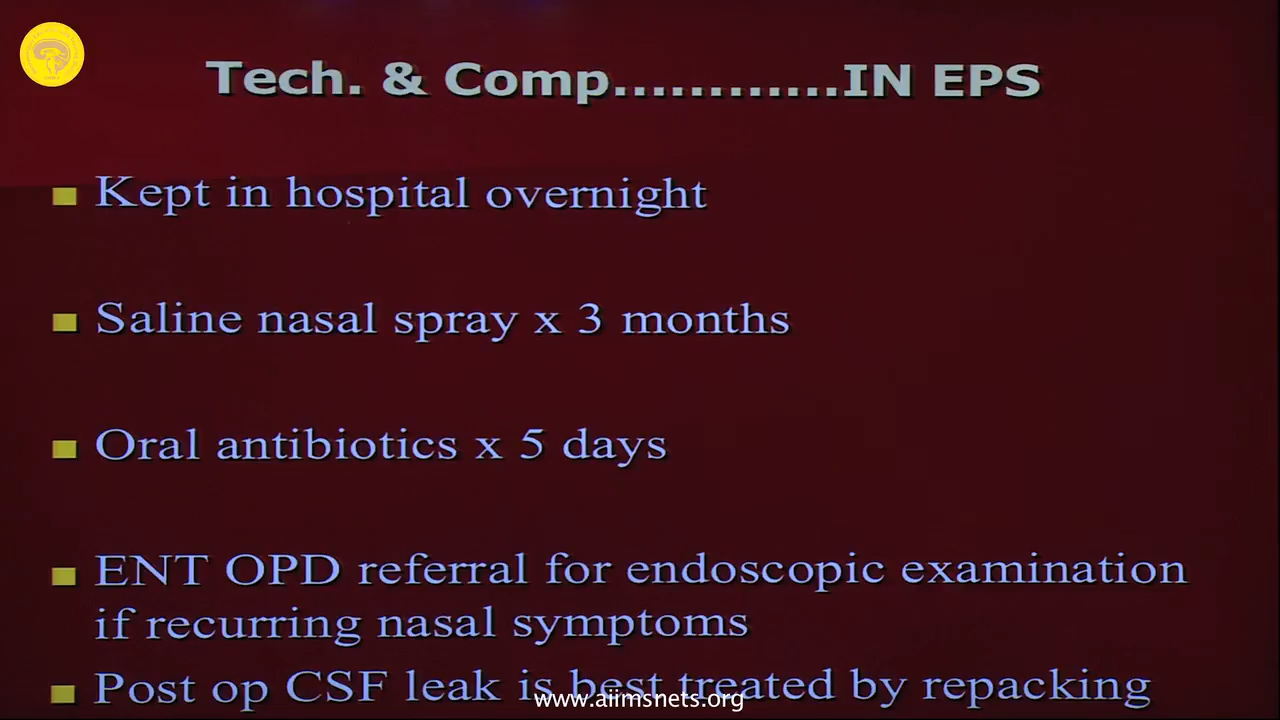 Tech. & Comp............IN EPS
Kept in hospital overnight
Saline nasal spray x 3 months
Oral antibiotics x 5 days
ENT OPD referral for endoscopic examination
if recurring nasal symptoms
Post op CSF leak is best treated by repacking
www.aiimsnets.org